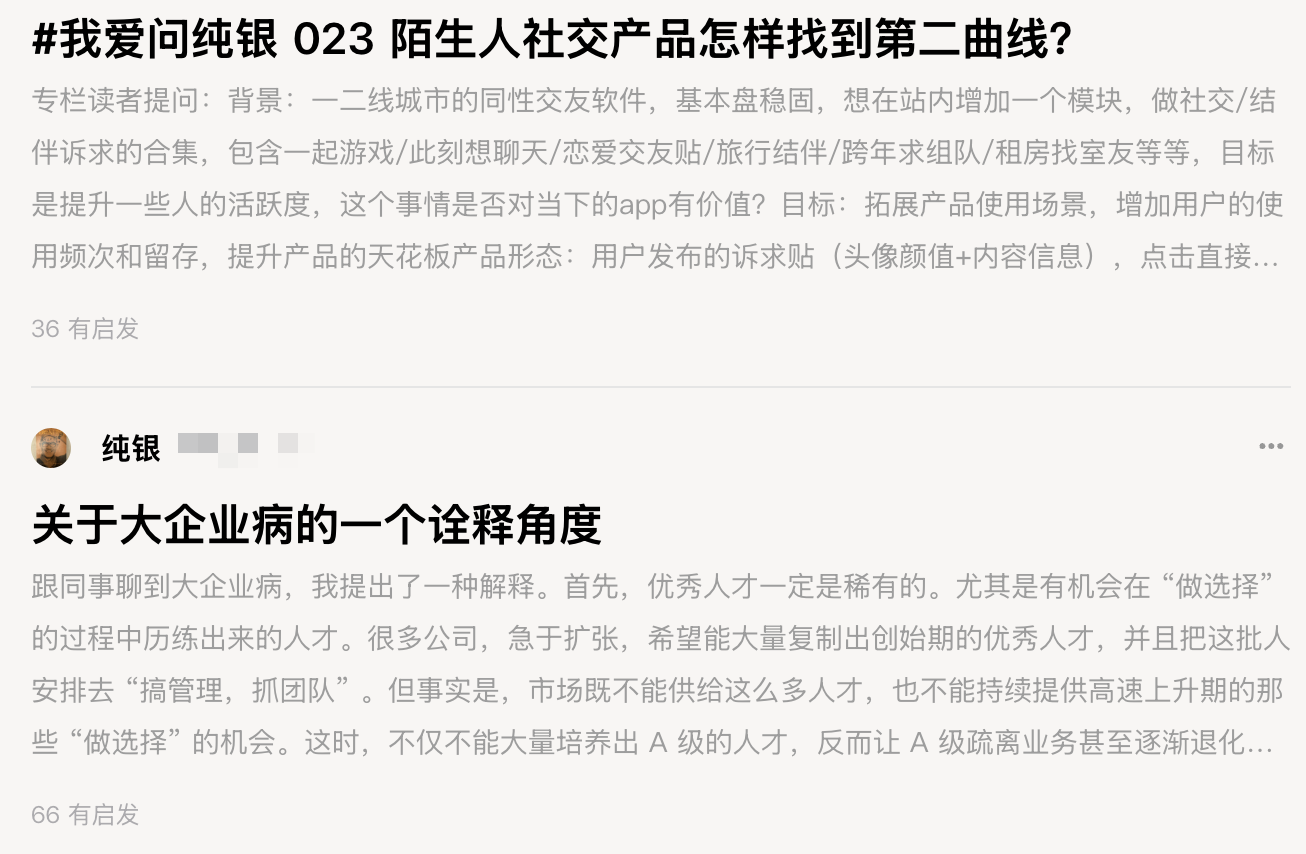 #我爱问纯银 023 陌生人社交产品怎样找到第二曲线?
专栏读者提问：背景：一二线城市的同性交友软件，基本盘稳固，想在站内增加一个模块，做社交/结
伴诉求的合集，包含一起游戏/此刻想聊天/恋爱交友贴/旅行结伴/跨年求组队/租房找室友等等，目标
是提升一些人的活跃度，这个事情是否对当下的app有价值？目标：拓展产品使用场景，增加用户的使
用频次和留存，提升产品的天花板产品形态：用户发布的诉求贴（头像颜值+内容信息），点击直接...
36 有启发
纯银
关于大企业病的一个诠释角度
跟同事聊到大企业病，我提出了一种解释。首先，优秀人才一定是稀有的。尤其是有机会在 “做选择”
的过程中历练出来的人才。很多公司，急于扩张，希望能大量复制出创始期的优秀人才，并且把这批人
安排去 “搞管理，抓团队” 。但事实是，市场既不能供给这么多人才，也不能持续提供高速上升期的那
些 “做选择” 的机会。这时，不仅不能大量培养出 A 级的人才，反而让 A 级疏离业务甚至逐渐退化...
66 有启发